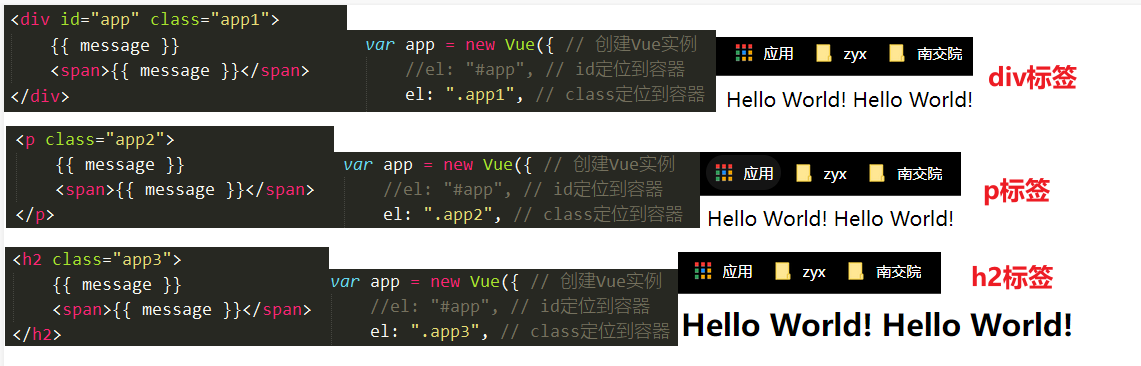 <div id="app" class="app1">
{{ message }}
<span>{{ message }}</span>
</div>
var app = new Vue({ // 创建Vue实例
//el: "#app", // id定位到容器
el: ".app1", // class定位到容器
应用 zyx 南交院
Hello World! Hello World!
div标签
<p class="app2">
{{ message }}
<span>{{ message }}</span>
</p>
var app = new Vue({ // 创建Vue实例
//el: "#app", // id定位到容器
el: ".app2", // class定位到容器
应用 zyx 南交院
Hello World! Hello World!
p标签
<h2 class="app3">
{{ message }}
<span>{{ message }}</span>
</h2>
var app = new Vue({ // 创建Vue实例
//el: "#app", // id定位到容器
el: ".app3", // class定位到容器
应用 zyx 南交院
Hello World! Hello World!
h2标签